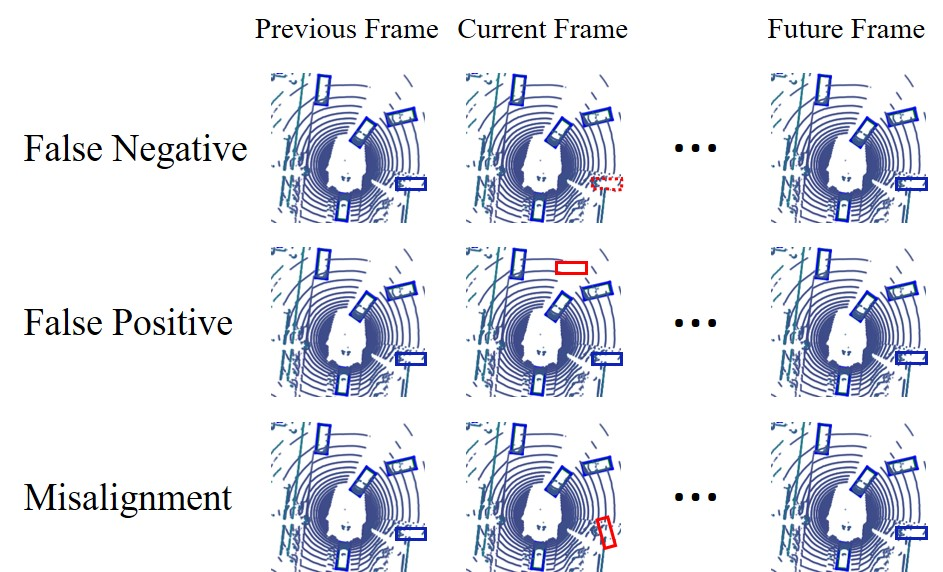 Previous Frame Current Frame Future Frame
False Negative ...
False Positive ...
Misalignment ...